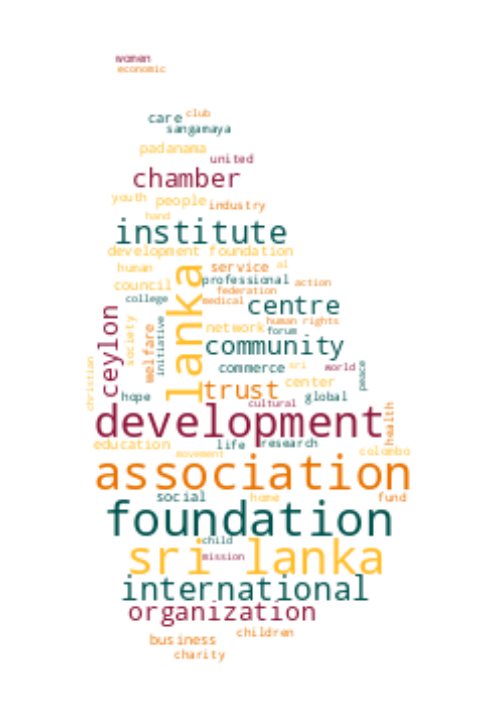 women
economic
care club
sangamaya
padanama
united
chamber
youth people industry
hand
institute
development foundation
human service al
lanka
council professional action
federation
college medical centre
ceylon
society
welfare
initiative
network human rights
forum
community
christian
commerce sri world
peace
trust center
hope cultural global
development
health
education life research
movement colombo
association
social home fund
foundation
child
sri lanka
mission
international
organization
business children
charity